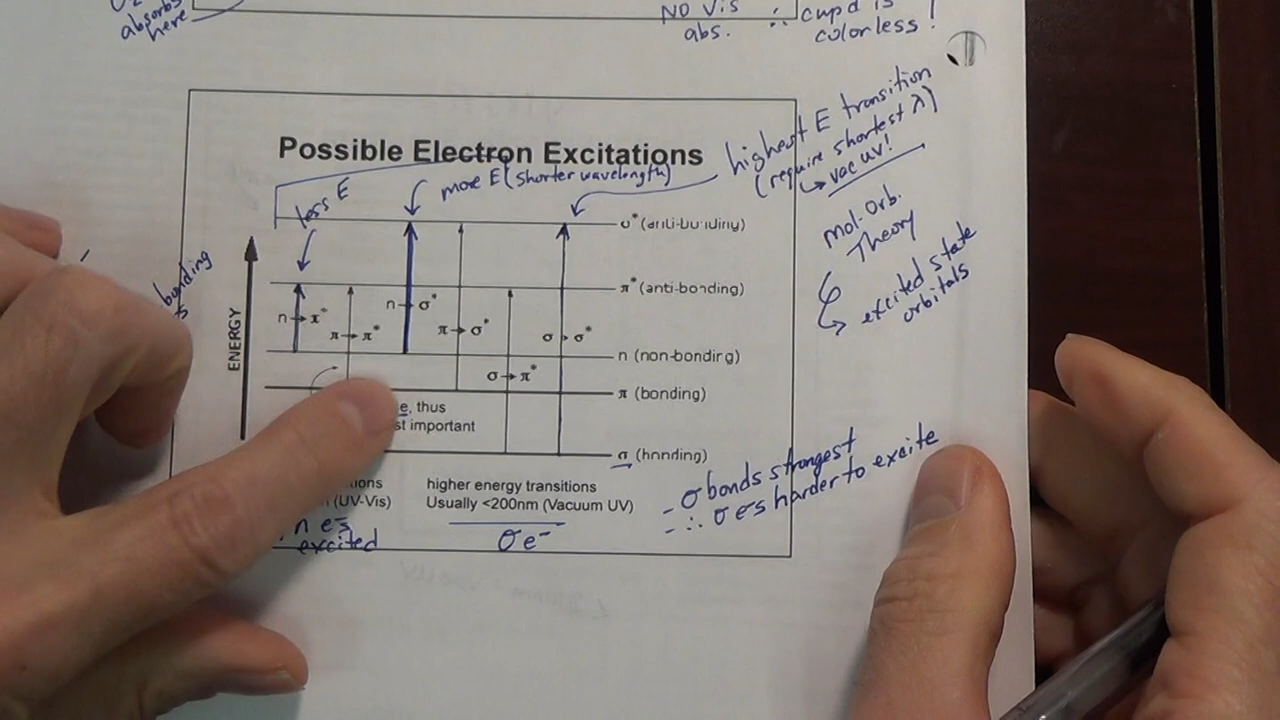 absorbs
here
NO Vis
abs.
∴ cmpd is
colorless!
Possible Electron Excitations
highest E transition
(require shortest λ)
↳ vac uv!
less E
more E (shorter wavelength)
σ* (anti-bonding)
mol. Orb.
Theory
↳ excited state
orbitals
bonding
π* (anti-bonding)
ENERGY
n→π*
π→π*
n→σ*
π→σ*
σ→σ*
σ→π*
n (non-bonding)
π (bonding)
e, thus
st important
σ (bonding)
- σ bonds strongest
- ∴ σ e⁻s harder to excite
(UV-Vis)
higher energy transitions
Usually <200nm (Vacuum UV)
n e⁻s
excited
σ e⁻